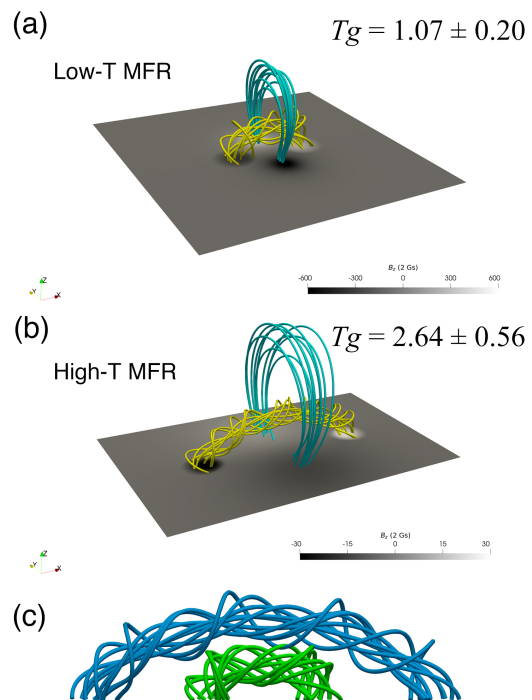 (a)
Tg = 1.07 ± 0.20
Low-T MFR
Z
Y
X
Bz (2 Gs)
-600 -300 0 300 600
(b)
Tg = 2.64 ± 0.56
High-T MFR
Z
Y
X
Bz (2 Gs)
-30 -15 0 15 30
(c)